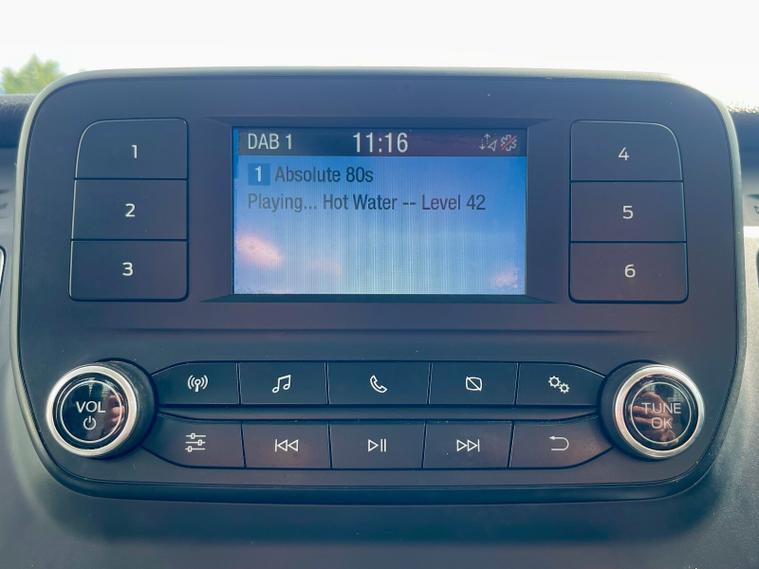 DAB 1 11:16
1 Absolute 80s
Playing... Hot Water -- Level 42
1
2
3
4
5
6
VOL
TUNE
OK